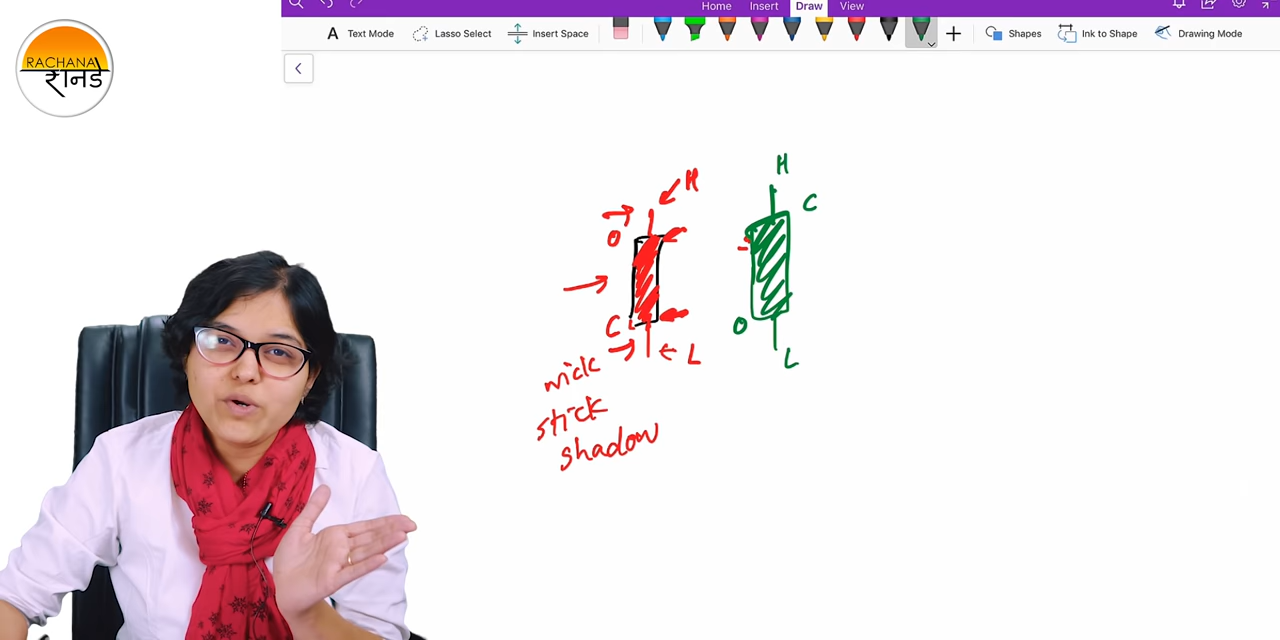 Home Insert Draw View
Text Mode Lasso Select Insert Space Shapes Ink to Shape Drawing Mode
RACHANA
रानडे
H
H
C
O
C
O
L
L
wick
stick
shadow